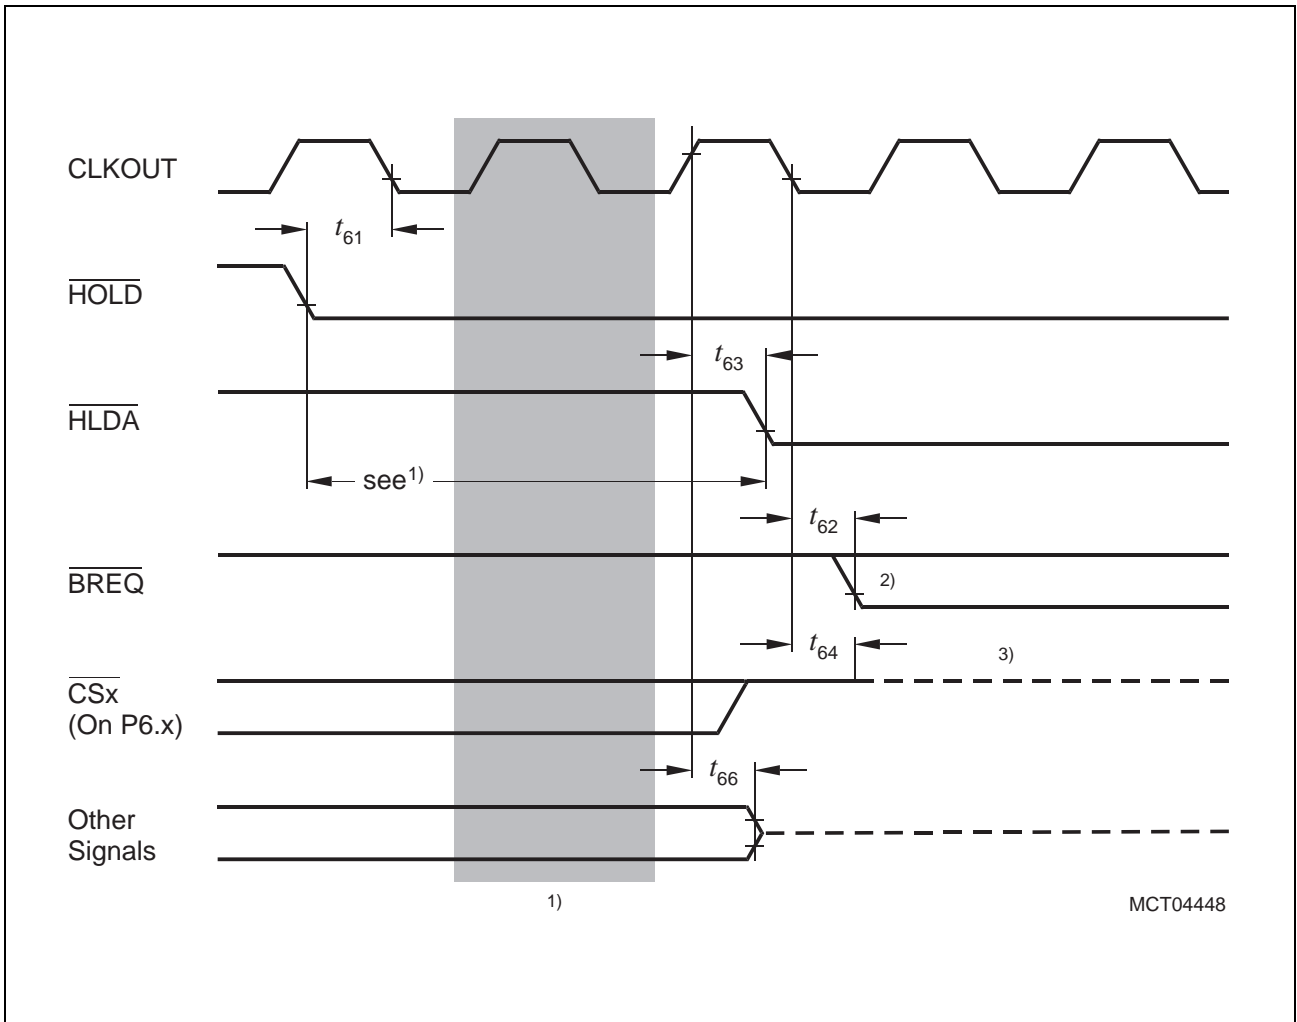 CLKOUT
t61
HOLD
t63
HLDA
see1)
t62
BREQ
2)
t64
3)
CSx
(On P6.x)
t66
Other
Signals
1)
MCT04448